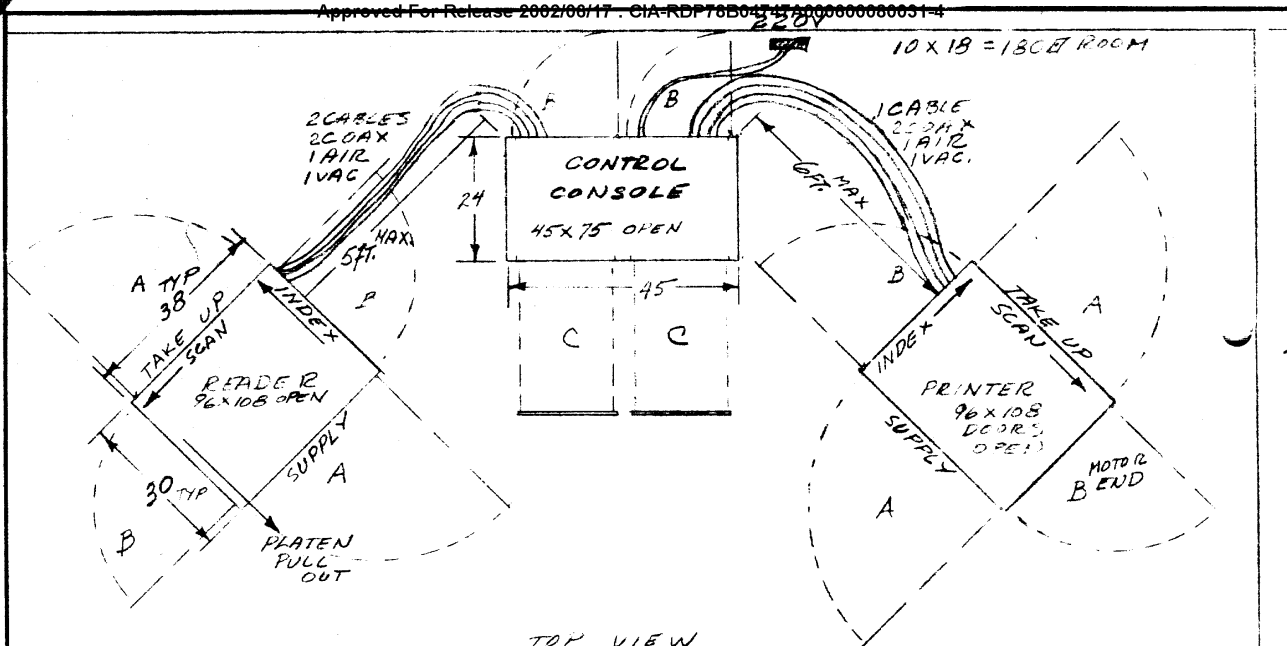 Approved For Release 2002/06/17 : CIA-RDP78B04747A000600080031-4
220V
10 X 18 = 180 FT ROOM
2 CABLES
2 COAX
1 AIR
1 VAC
B
B
1 CABLE
2 COAX
1 AIR
1 VAC.
CONTROL
CONSOLE
45 X 75 OPEN
24
45
5 FT. MAX
6 FT. MAX
A TYP
38
TAKE UP
SCAN
INDEX
B
READER
96 X 108 OPEN
SUPPLY
A
30 TYP
B
PLATEN
PULL
OUT
C
C
B
INDEX
TAKE UP
SCAN
A
PRINTER
96 X 108
DOORS
OPEN
SUPPLY
A
MOTOR
B END
TOP VIEW